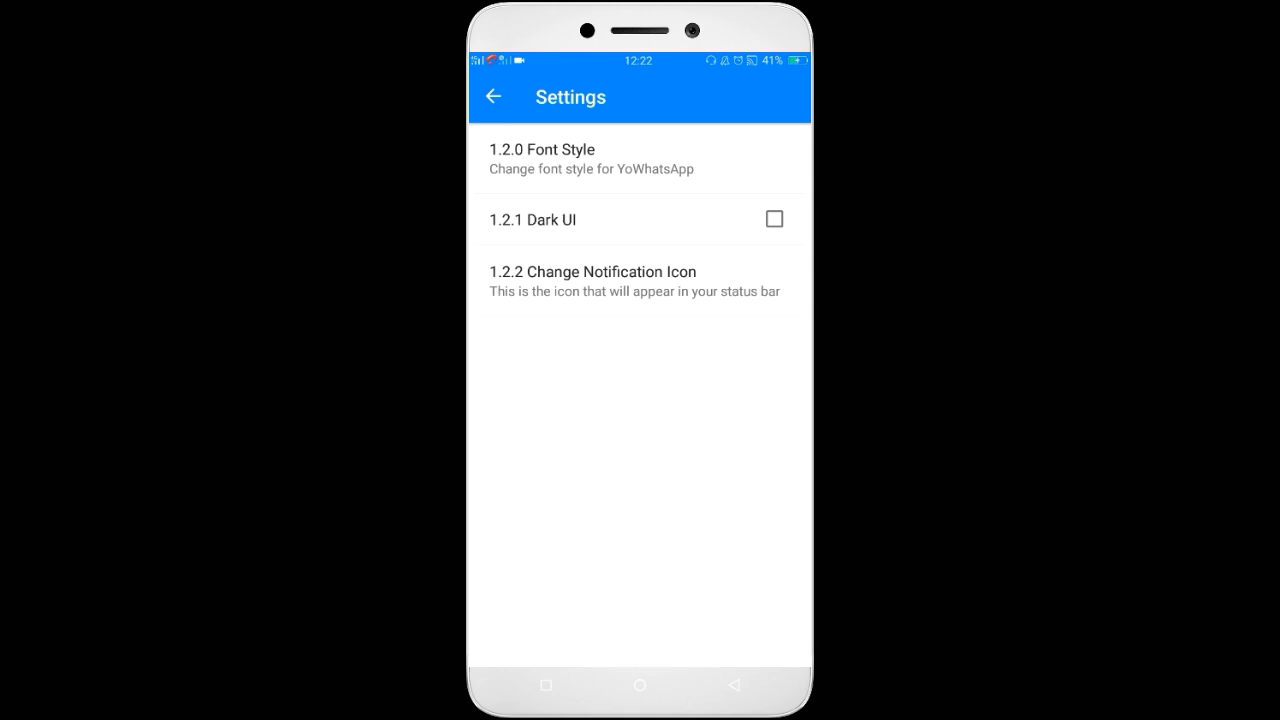 12:22 41%
Settings
1.2.0 Font Style
Change font style for YoWhatsApp
1.2.1 Dark UI
1.2.2 Change Notification Icon
This is the icon that will appear in your status bar